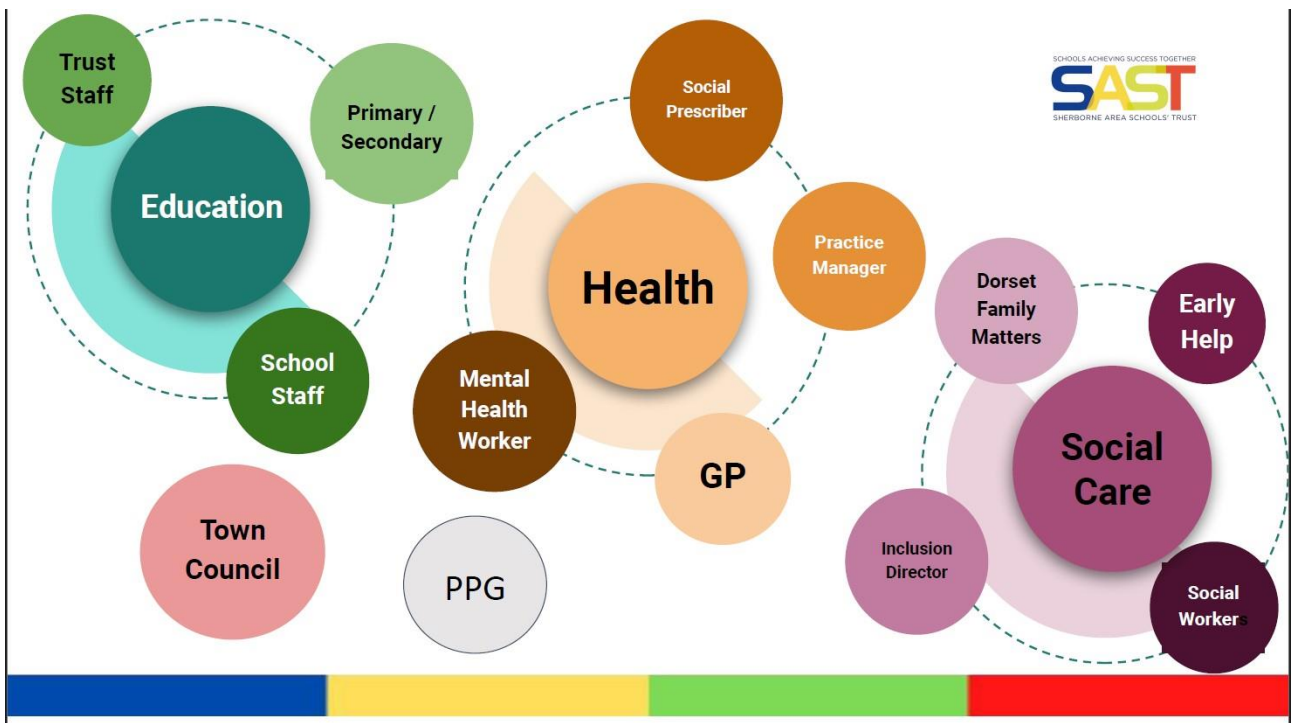 Trust
Staff
Primary /
Secondary
Education
School
Staff
Social
Prescriber
Practice
Manager
Health
Mental
Health
Worker
GP
SCHOOLS ACHIEVING SUCCESS TOGETHER
SAST
SHERBORNE AREA SCHOOLS' TRUST
Dorset
Family
Matters
Early
Help
Social
Care
Inclusion
Director
Social
Workers
Town
Council
PPG